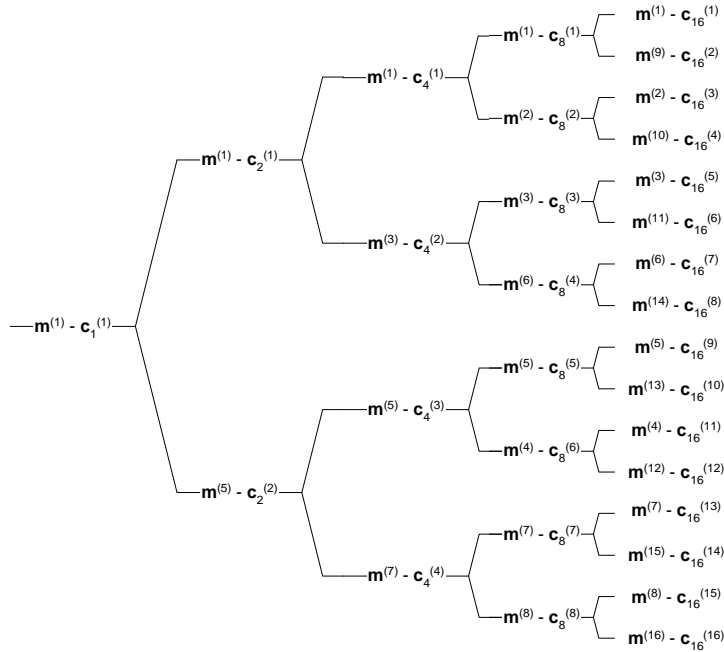 m⁽¹⁾ - c₁₆⁽¹⁾
m⁽¹⁾ - c₈⁽¹⁾
m⁽⁹⁾ - c₁₆⁽²⁾
m⁽¹⁾ - c₄⁽¹⁾
m⁽²⁾ - c₁₆⁽³⁾
m⁽²⁾ - c₈⁽²⁾
m⁽¹⁰⁾ - c₁₆⁽⁴⁾
m⁽¹⁾ - c₂⁽¹⁾
m⁽³⁾ - c₁₆⁽⁵⁾
m⁽³⁾ - c₈⁽³⁾
m⁽¹¹⁾ - c₁₆⁽⁶⁾
m⁽³⁾ - c₄⁽²⁾
m⁽⁶⁾ - c₁₆⁽⁷⁾
m⁽⁶⁾ - c₈⁽⁴⁾
m⁽¹⁴⁾ - c₁₆⁽⁸⁾
m⁽¹⁾ - c₁⁽¹⁾
m⁽⁵⁾ - c₁₆⁽⁹⁾
m⁽⁵⁾ - c₈⁽⁵⁾
m⁽¹³⁾ - c₁₆⁽¹⁰⁾
m⁽⁵⁾ - c₄⁽³⁾
m⁽⁴⁾ - c₁₆⁽¹¹⁾
m⁽⁴⁾ - c₈⁽⁶⁾
m⁽¹²⁾ - c₁₆⁽¹²⁾
m⁽⁵⁾ - c₂⁽²⁾
m⁽⁷⁾ - c₁₆⁽¹³⁾
m⁽⁷⁾ - c₈⁽⁷⁾
m⁽¹⁵⁾ - c₁₆⁽¹⁴⁾
m⁽⁷⁾ - c₄⁽⁴⁾
m⁽⁸⁾ - c₁₆⁽¹⁵⁾
m⁽⁸⁾ - c₈⁽⁸⁾
m⁽¹⁶⁾ - c₁₆⁽¹⁶⁾